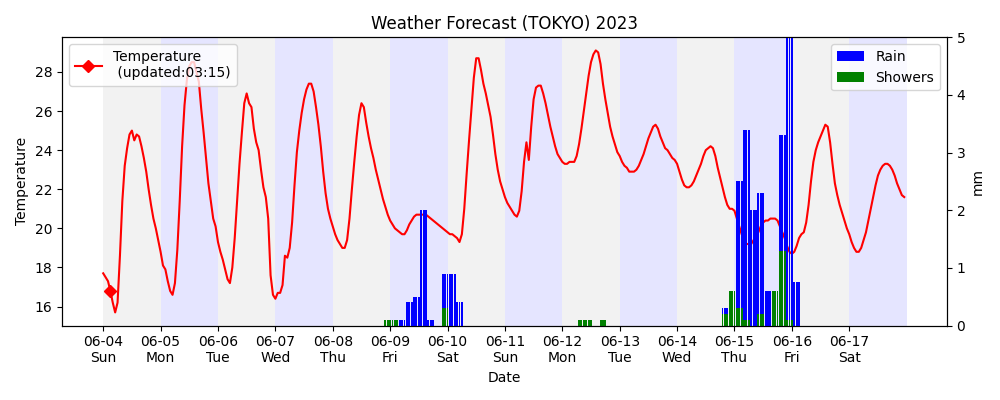 Weather Forecast (TOKYO) 2023
Temperature
(updated:03:15)
Rain
Showers
Temperature
28
26
24
22
20
18
16
5
4
3
2
1
0
mm
06-04 06-05 06-06 06-07 06-08 06-09 06-10 06-11 06-12 06-13 06-14 06-15 06-16 06-17
Sun Mon Tue Wed Thu Fri Sat Sun Mon Tue Wed Thu Fri Sat
Date